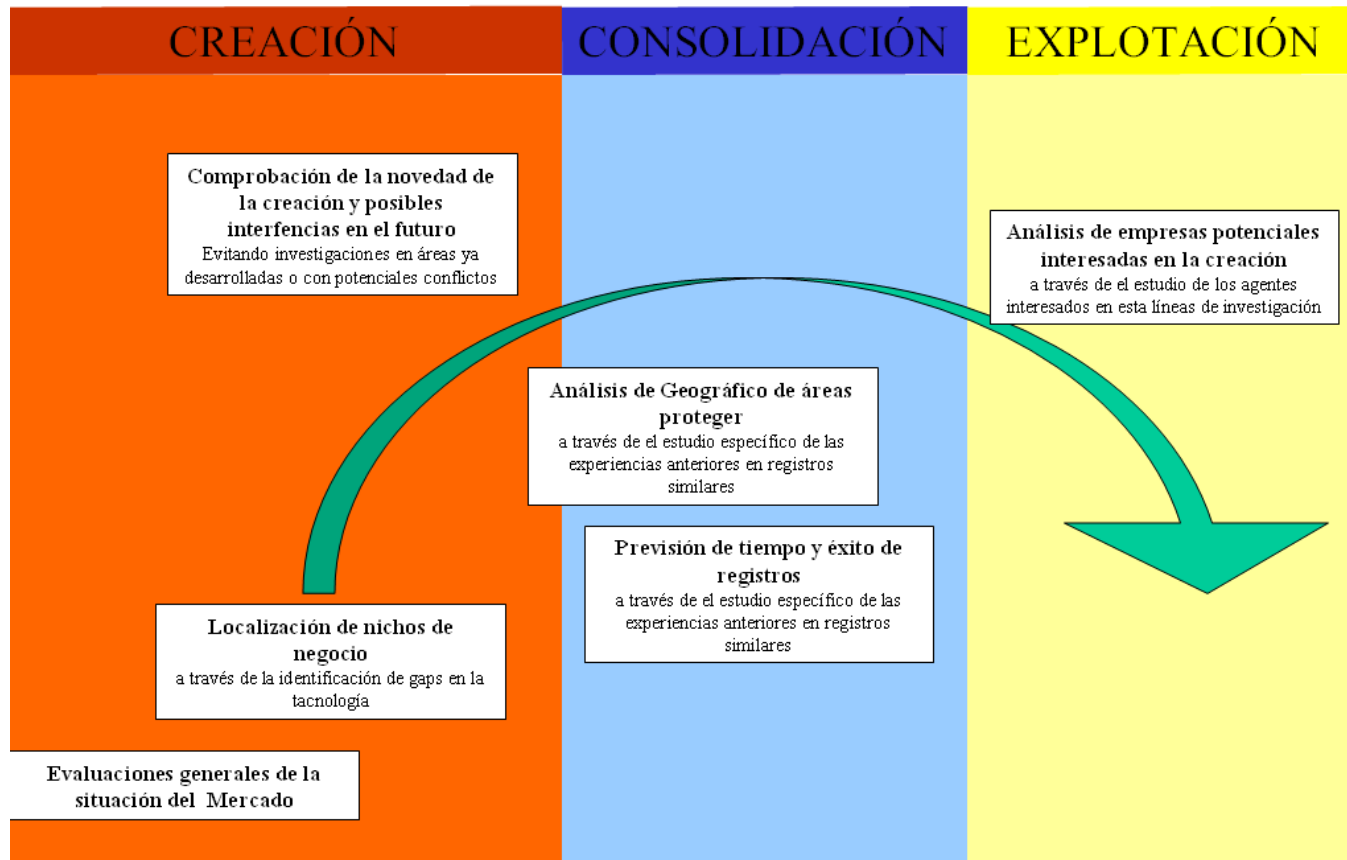 CREACIÓN
CONSOLIDACIÓN
EXPLOTACIÓN
Comprobación de la novedad de
la creación y posibles
interfencias en el futuro
Evitando investigaciones en áreas ya
desarrolladas o con potenciales conflictos
Localización de nichos de
negocio
a través de la identificación de gaps en la
tacnología
Evaluaciones generales de la
situación del Mercado
Análisis de Geográfico de áreas
proteger
a través de el estudio específico de las
experiencias anteriores en registros
similares
Previsión de tiempo y éxito de
registros
a través de el estudio específico de las
experiencias anteriores en registros
similares
Análisis de empresas potenciales
interesadas en la creación
a través de el estudio de los agentes
interesados en esta líneas de investigación